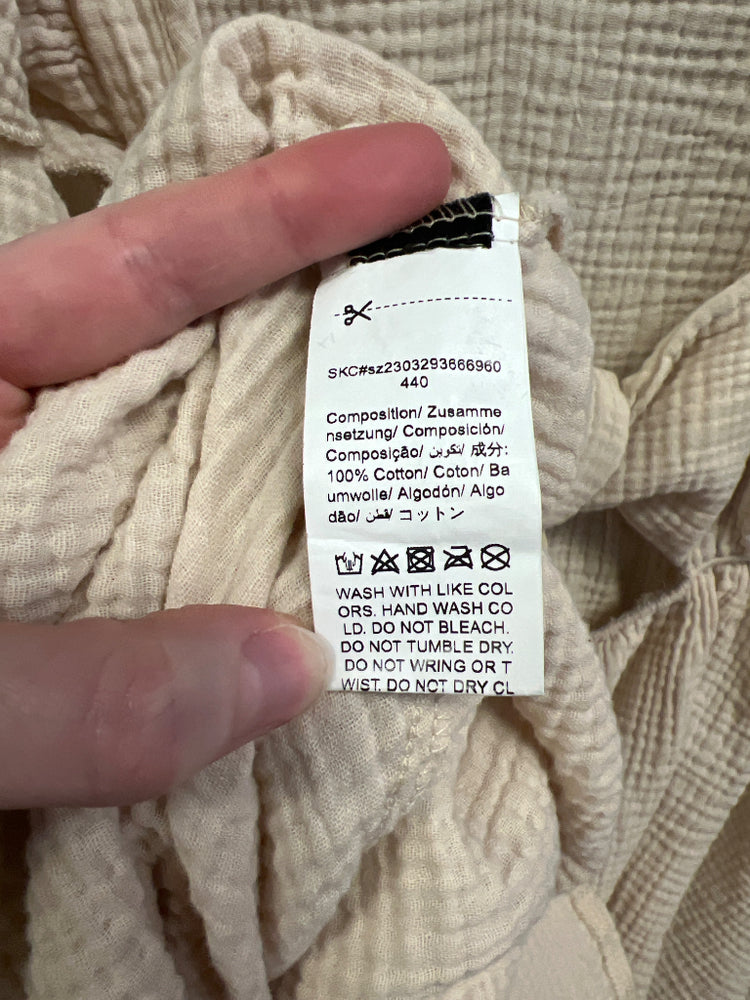 SKC#sz2303293666960
440
Composition/ Zusamme
nsetzung/ Composición/
Composição/ تكوين/ 成分:
100% Cotton/ Coton/ Ba
umwolle/ Algodón/ Algo
dão/ قطن/ コットン
WASH WITH LIKE COL
ORS. HAND WASH CO
LD. DO NOT BLEACH.
DO NOT TUMBLE DRY.
DO NOT WRING OR T
WIST. DO NOT DRY CL